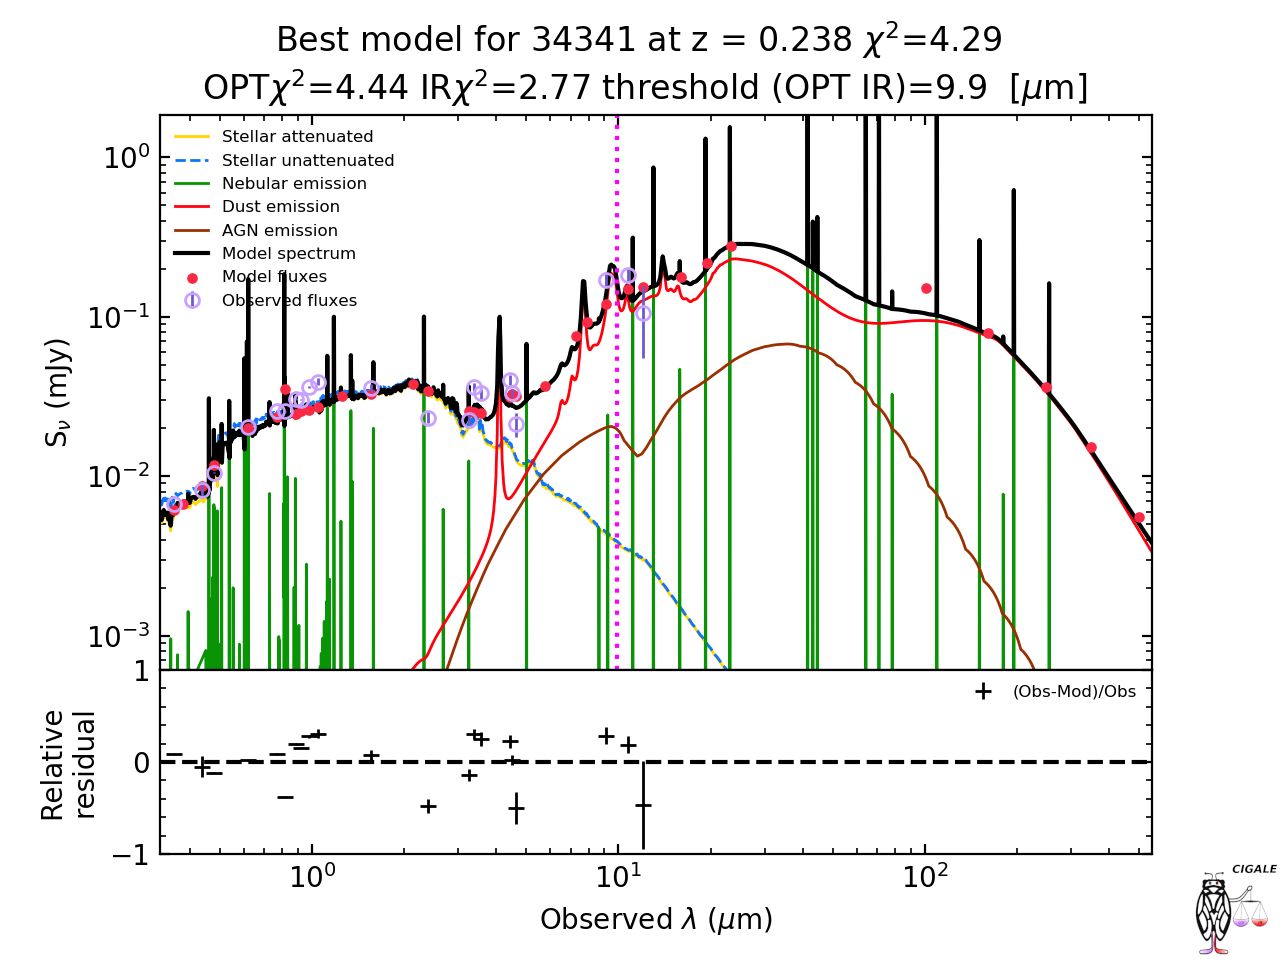 Best model for 34341 at z = 0.238 χ²=4.29
OPTχ²=4.44 IRχ²=2.77 threshold (OPT IR)=9.9 [μm]
Stellar attenuated
Stellar unattenuated
Nebular emission
Dust emission
AGN emission
Model spectrum
Model fluxes
Observed fluxes
10⁰
10⁻¹
10⁻²
10⁻³
Sν (mJy)
(Obs-Mod)/Obs
1
0
−1
Relative
residual
10⁰ 10¹ 10²
Observed λ (μm)
CIGALE